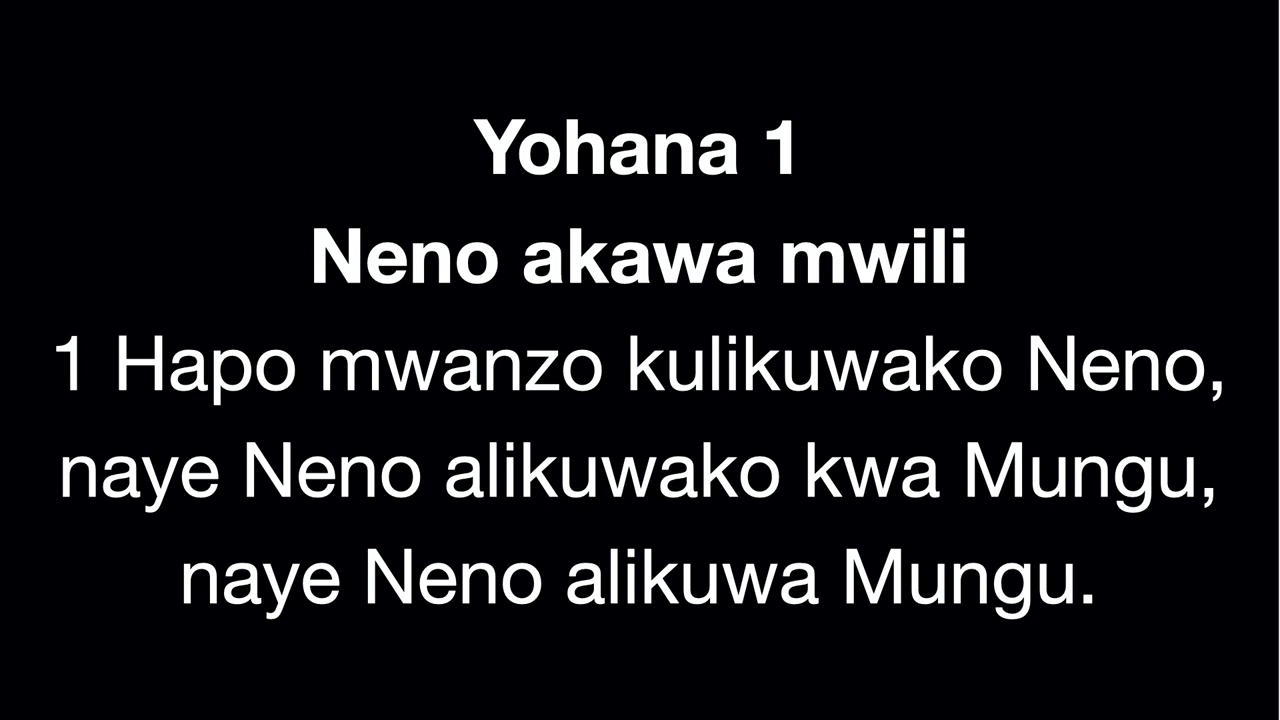 Yohana 1
Neno akawa mwili
1 Hapo mwanzo kulikuwako Neno,
naye Neno alikuwako kwa Mungu,
naye Neno alikuwa Mungu.